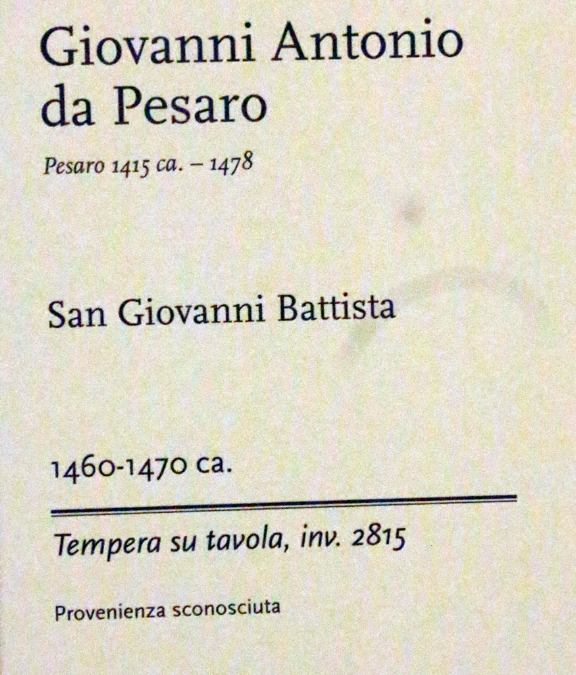 Giovanni Antonio
da Pesaro
Pesaro 1415 ca. – 1478
San Giovanni Battista
1460-1470 ca.
Tempera su tavola, inv. 2815
Provenienza sconosciuta